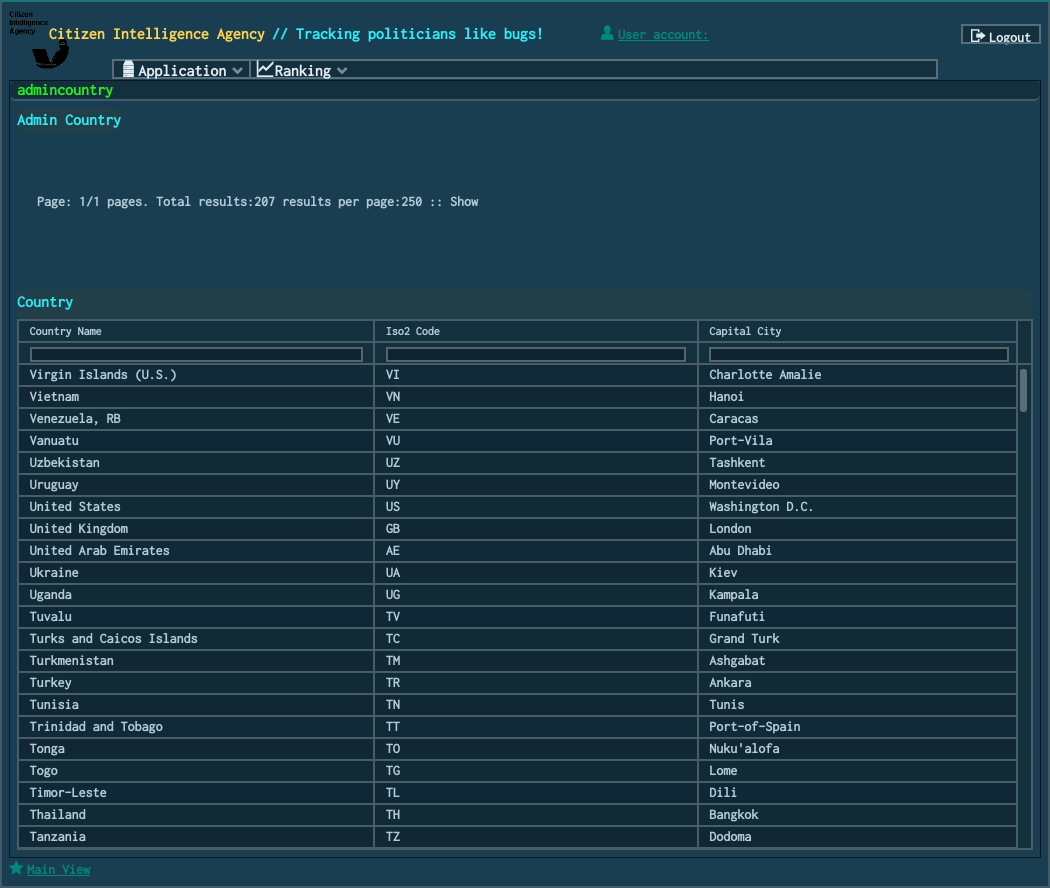 Citizen
Intelligence
Agency
Citizen Intelligence Agency // Tracking politicians like bugs!
User account:
Logout
Application
Ranking
admincountry
Admin Country
Page: 1/1 pages. Total results:207 results per page:250 :: Show
Country
Country Name Iso2 Code Capital City
Virgin Islands (U.S.) VI Charlotte Amalie
Vietnam VN Hanoi
Venezuela, RB VE Caracas
Vanuatu VU Port-Vila
Uzbekistan UZ Tashkent
Uruguay UY Montevideo
United States US Washington D.C.
United Kingdom GB London
United Arab Emirates AE Abu Dhabi
Ukraine UA Kiev
Uganda UG Kampala
Tuvalu TV Funafuti
Turks and Caicos Islands TC Grand Turk
Turkmenistan TM Ashgabat
Turkey TR Ankara
Tunisia TN Tunis
Trinidad and Tobago TT Port-of-Spain
Tonga TO Nuku'alofa
Togo TG Lome
Timor-Leste TL Dili
Thailand TH Bangkok
Tanzania TZ Dodoma
Main View